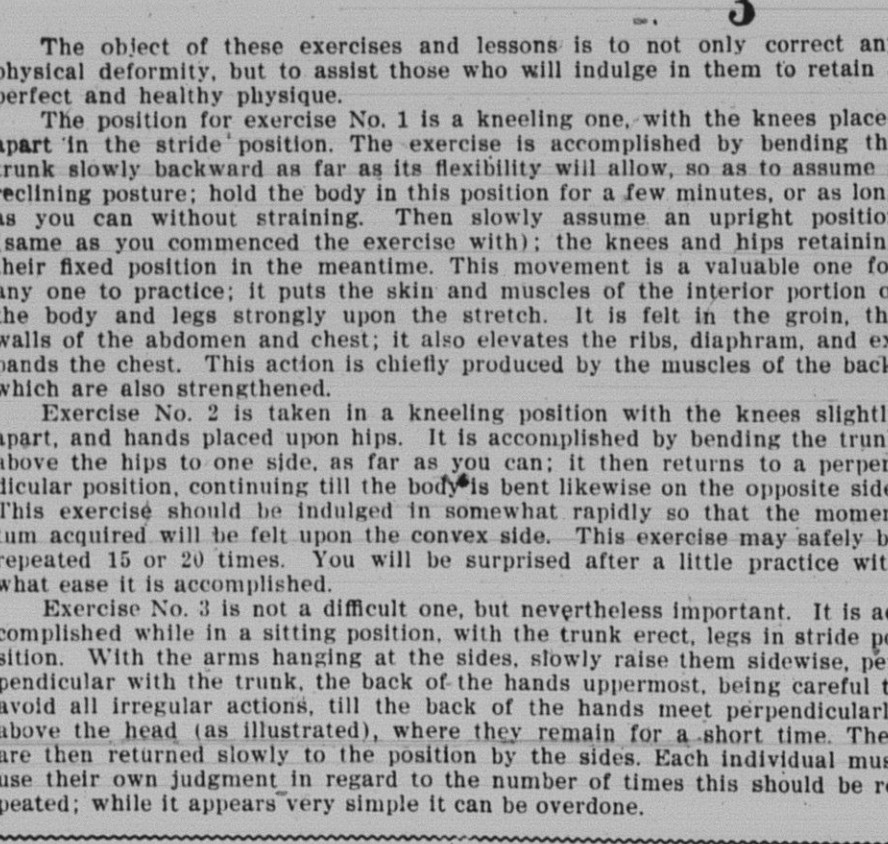 5
The object of these exercises and lessons is to not only correct an
physical deformity, but to assist those who will indulge in them to retain
perfect and healthy physique.
The position for exercise No. 1 is a kneeling one, with the knees place
apart in the stride position. The exercise is accomplished by bending th
trunk slowly backward as far as its flexibility will allow, so as to assume
reclining posture; hold the body in this position for a few minutes, or as lon
as you can without straining. Then slowly assume an upright positio
(same as you commenced the exercise with); the knees and hips retainin
their fixed position in the meantime. This movement is a valuable one fo
any one to practice; it puts the skin and muscles of the interior portion o
the body and legs strongly upon the stretch. It is felt in the groin, th
walls of the abdomen and chest; it also elevates the ribs, diaphram, and ex
pands the chest. This action is chiefly produced by the muscles of the back
which are also strengthened.
Exercise No. 2 is taken in a kneeling position with the knees slightl
apart, and hands placed upon hips. It is accomplished by bending the trun
above the hips to one side, as far as you can; it then returns to a perpen
dicular position, continuing till the body is bent likewise on the opposite side
This exercise should be indulged in somewhat rapidly so that the momen
tum acquired will be felt upon the convex side. This exercise may safely b
repeated 15 or 20 times. You will be surprised after a little practice wit
what ease it is accomplished.
Exercise No. 3 is not a difficult one, but nevertheless important. It is ac
complished while in a sitting position, with the trunk erect, legs in stride po
sition. With the arms hanging at the sides, slowly raise them sidewise, per
pendicular with the trunk, the back of the hands uppermost, being careful t
avoid all irregular actions, till the back of the hands meet perpendicularl
above the head (as illustrated), where they remain for a short time. The
are then returned slowly to the position by the sides. Each individual mus
use their own judgment in regard to the number of times this should be re
peated; while it appears very simple it can be overdone.